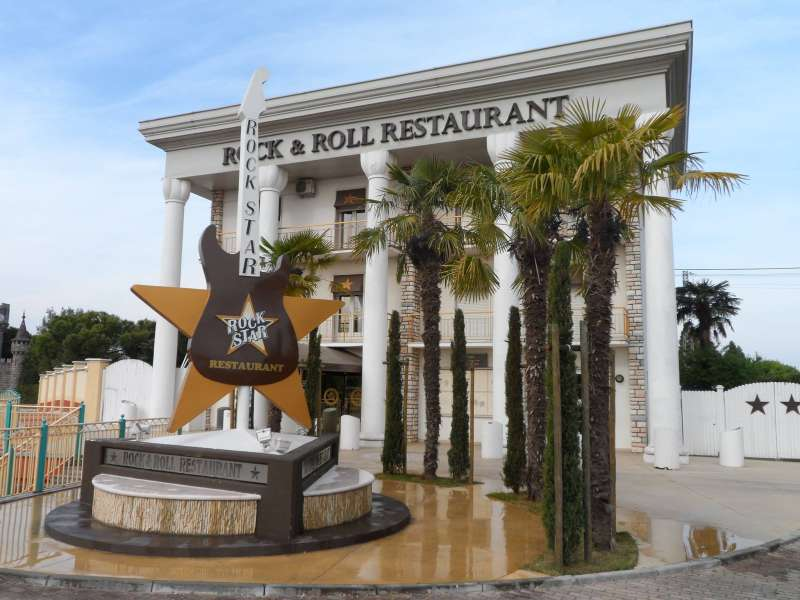 ROCK & ROLL RESTAURANT
ROCK STAR
ROCK
STAR
RESTAURANT
ROCK & ROLL RESTAURANT